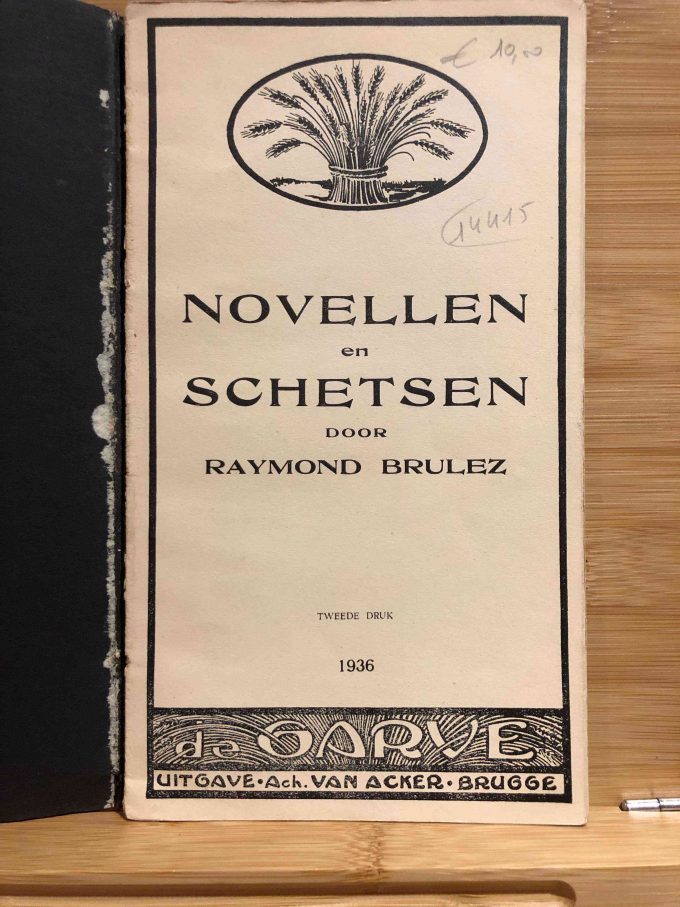 € 10,00
14415
NOVELLEN
en
SCHETSEN
DOOR
RAYMOND BRULEZ
TWEEDE DRUK
1936
de GARVE
UITGAVE · Ach. VAN ACKER · BRUGGE